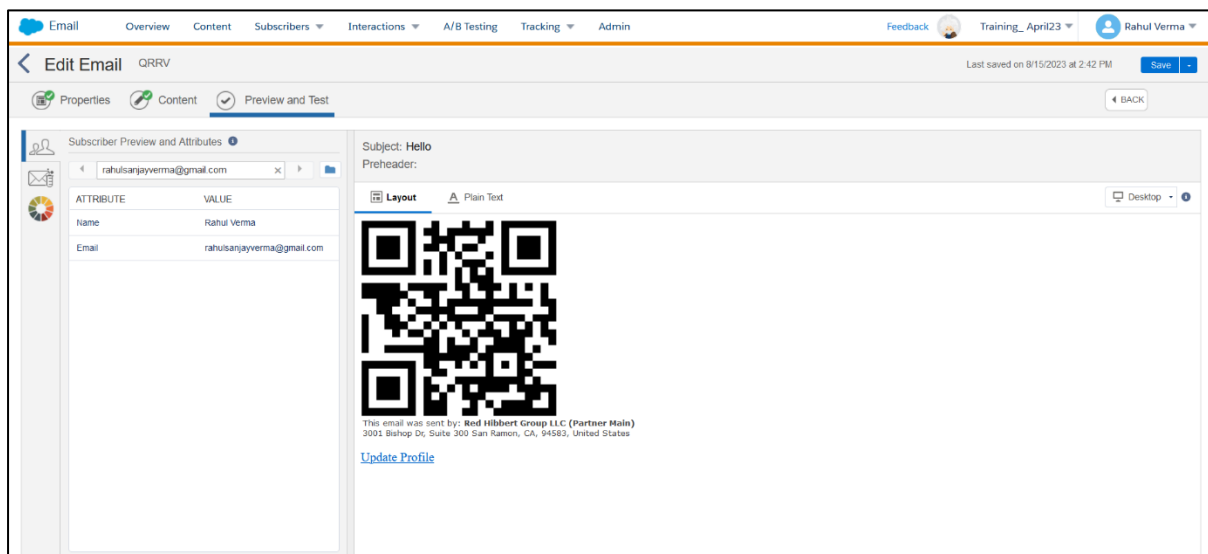 Email Overview Content Subscribers Interactions A/B Testing Tracking Admin Feedback Training_ April23 Rahul Verma
Edit Email QRRV Last saved on 8/15/2023 at 2:42 PM Save
Properties Content Preview and Test BACK
Subscriber Preview and Attributes
rahulsanjayverma@gmail.com
ATTRIBUTE VALUE
Name Rahul Verma
Email rahulsanjayverma@gmail.com
Subject: Hello
Preheader:
Layout A Plain Text Desktop
This email was sent by: Red Hibbert Group LLC (Partner Main)
3001 Bishop Dr, Suite 300 San Ramon, CA, 94583, United States
Update Profile